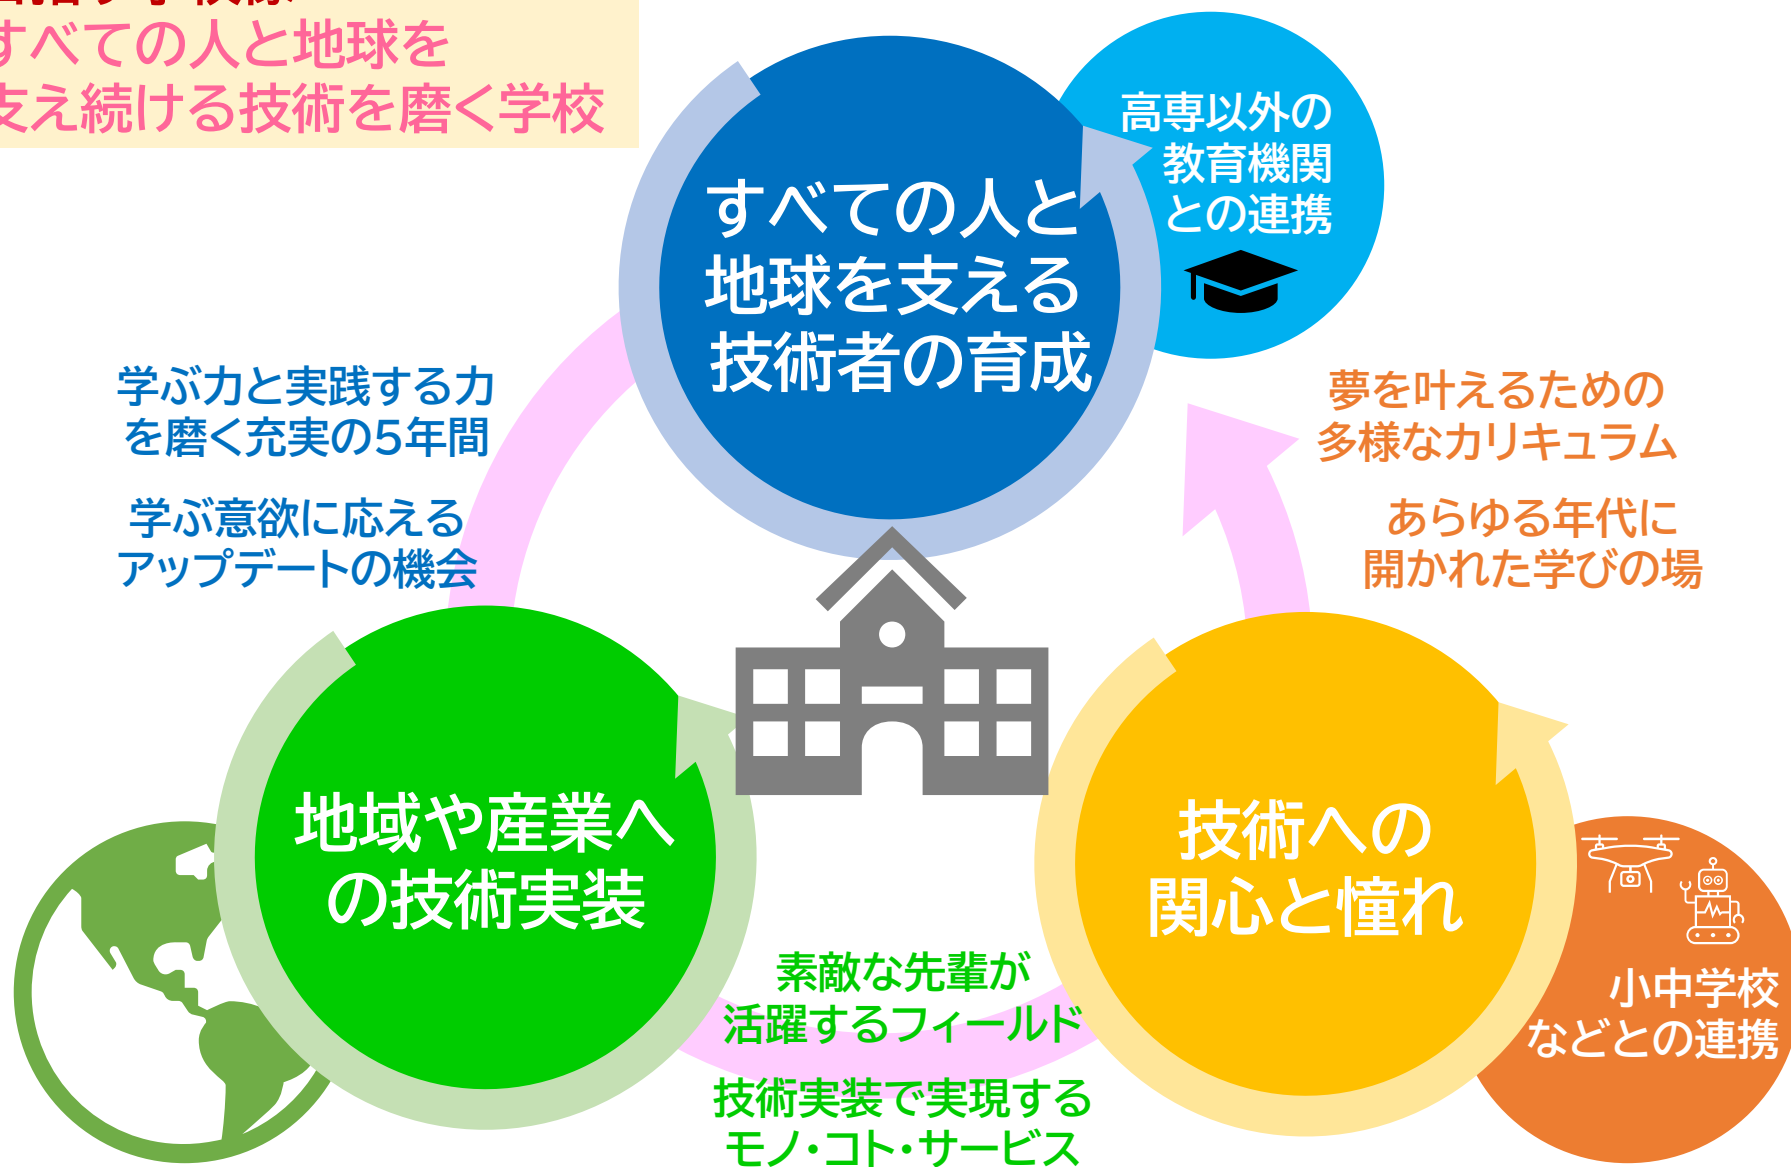 すべての人と地球を
支え続ける技術を磨く学校
高専以外の
教育機関
との連携
すべての人と
地球を支える
技術者の育成
学ぶ力と実践する力
を磨く充実の5年間
学ぶ意欲に応える
アップデートの機会
夢を叶えるための
多様なカリキュラム
あらゆる年代に
開かれた学びの場
地域や産業へ
の技術実装
技術への
関心と憧れ
素敵な先輩が
活躍するフィールド
技術実装で実現する
モノ・コト・サービス
小中学校
などとの連携